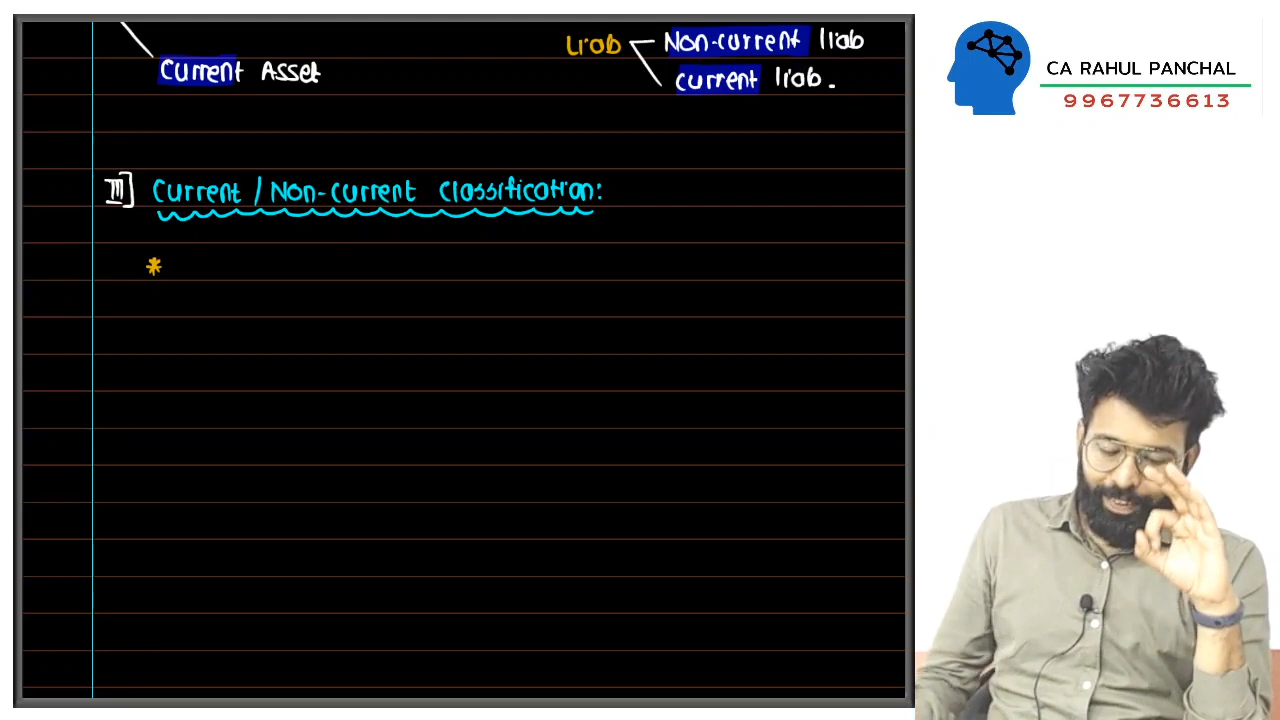 Liab Non-current liab
Current Asset current liab.
III] Current / Non-current Classification:
*
CA RAHUL PANCHAL
9967736613